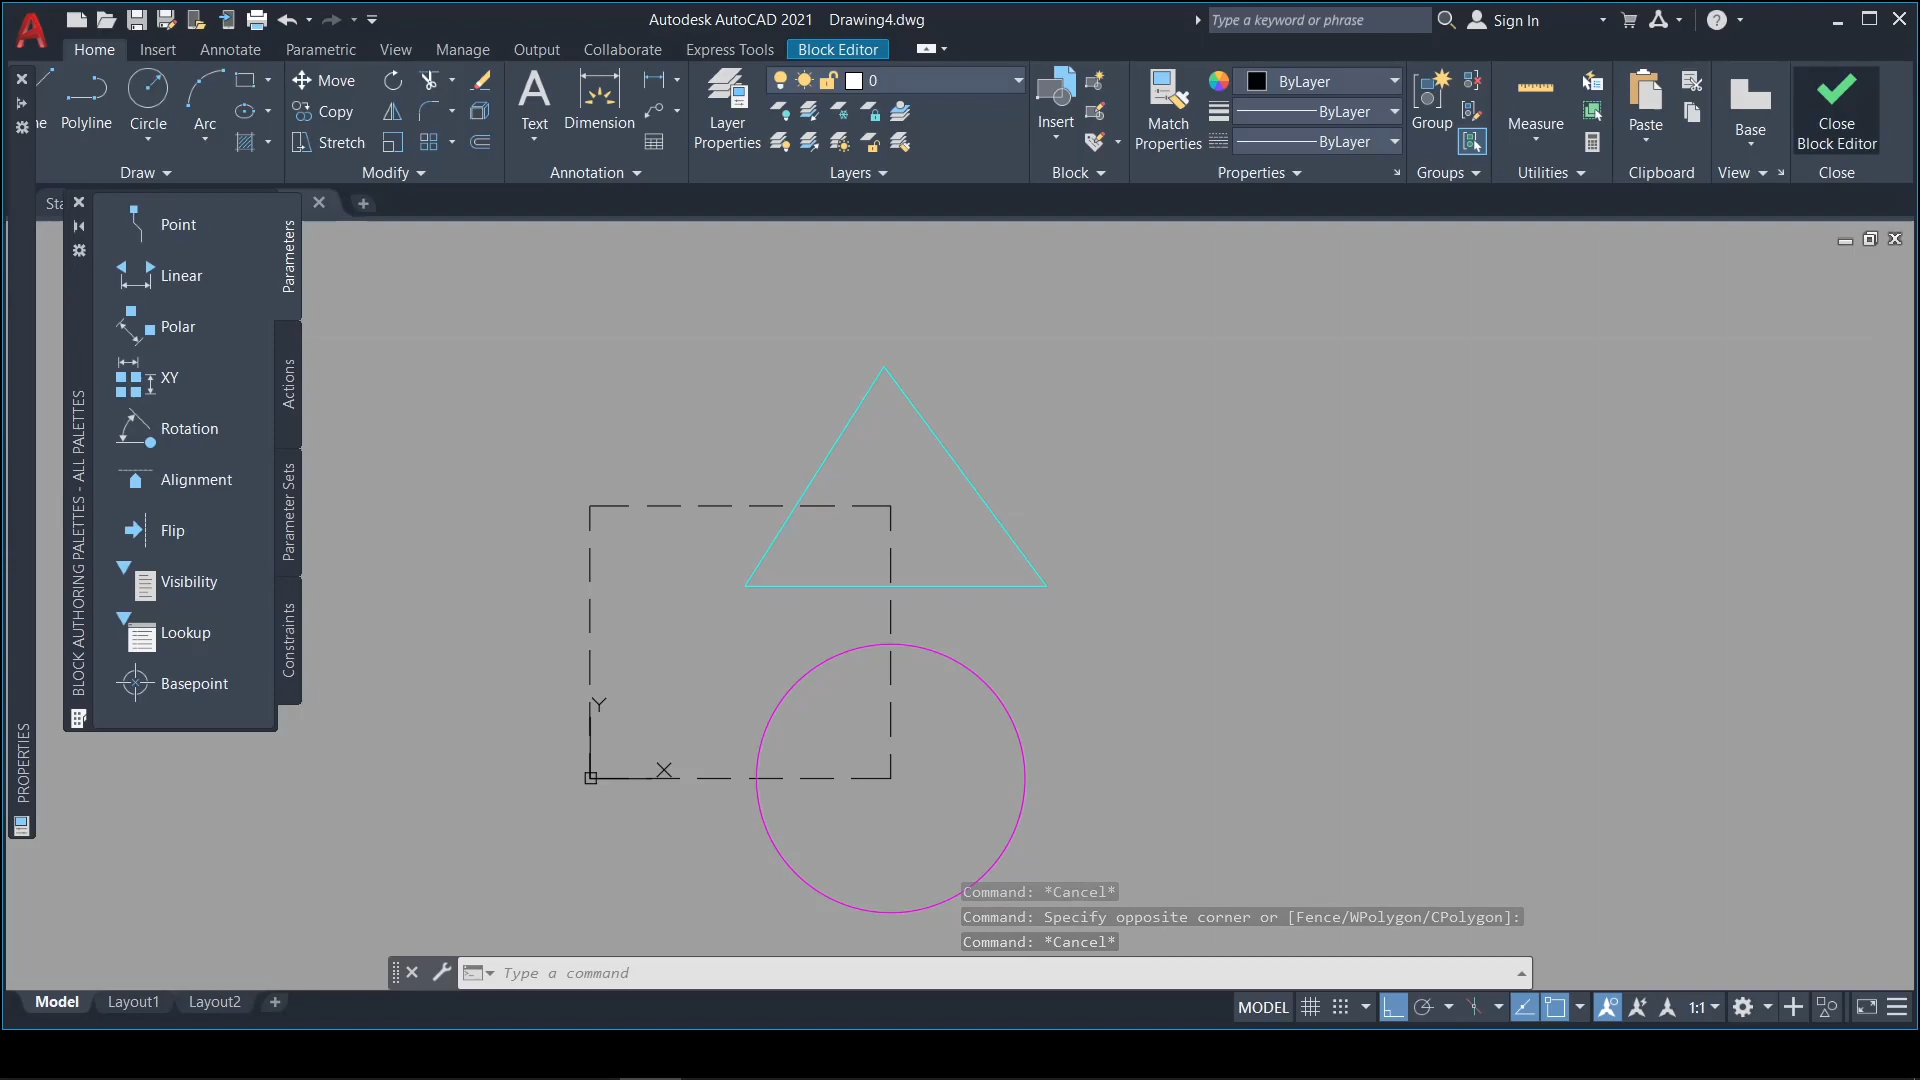 Autodesk AutoCAD 2021 Drawing4.dwg
Type a keyword or phrase
Sign In
Home Insert Annotate Parametric View Manage Output Collaborate Express Tools Block Editor
ne
Polyline
Circle
Arc
Draw
Move
Copy
Stretch
Modify
Text
Dimension
Annotation
Layer
Properties
0
Layers
Insert
Block
Match
Properties
ByLayer
ByLayer
ByLayer
Properties
Group
Groups
Measure
Utilities
Paste
Clipboard
Base
View
Close
Block Editor
Close
Sta
Point
Linear
Polar
XY
Rotation
Alignment
Flip
Visibility
Lookup
Basepoint
Parameters
Actions
Parameter Sets
Constraints
BLOCK AUTHORING PALETTES - ALL PALETTES
PROPERTIES
Y
X
Command: *Cancel*
Command: Specify opposite corner or [Fence/WPolygon/CPolygon]:
Command: *Cancel*
Type a command
Model Layout1 Layout2
MODEL
1:1